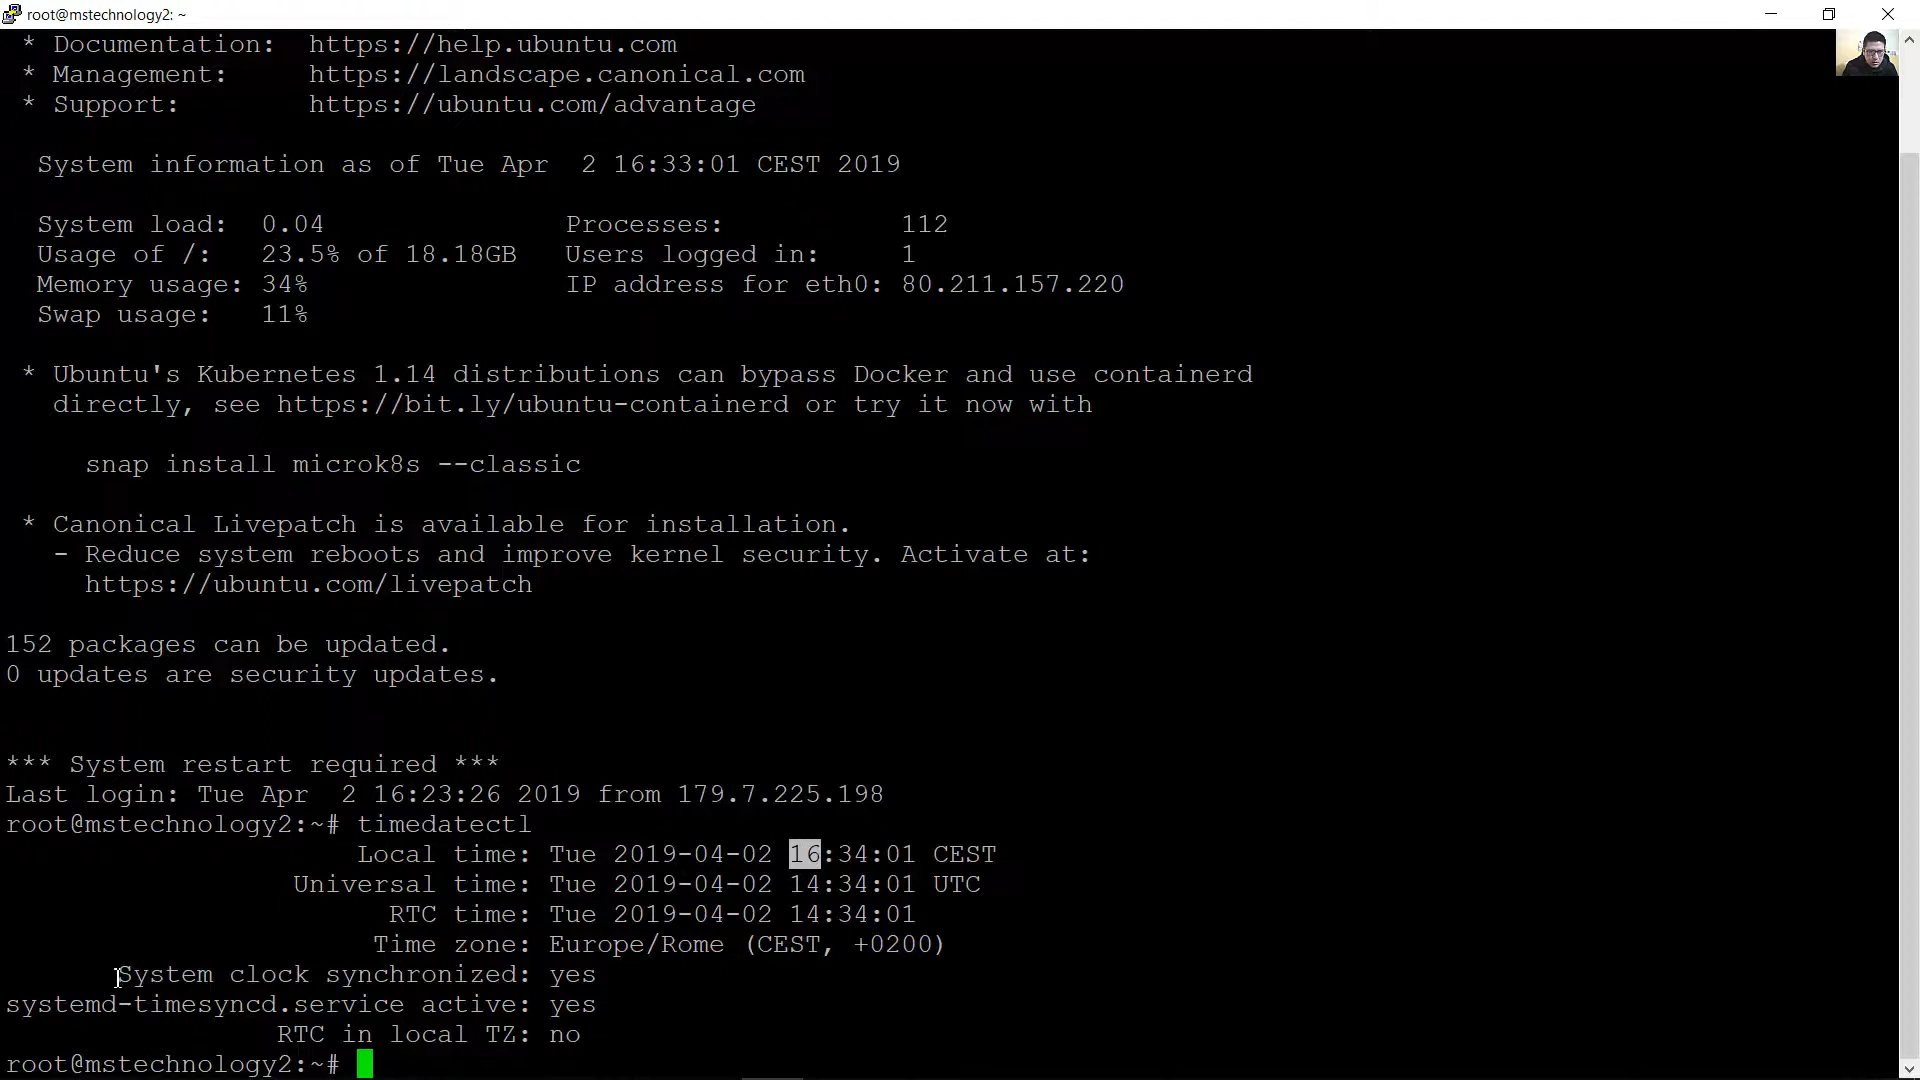 root@mstechnology2: ~
* Documentation:  https://help.ubuntu.com
* Management:     https://landscape.canonical.com
* Support:        https://ubuntu.com/advantage
System information as of Tue Apr  2 16:33:01 CEST 2019
System load:  0.04               Processes:           112
Usage of /:   23.5% of 18.18GB   Users logged in:     1
Memory usage: 34%                IP address for eth0: 80.211.157.220
Swap usage:   11%
* Ubuntu's Kubernetes 1.14 distributions can bypass Docker and use containerd
directly, see https://bit.ly/ubuntu-containerd or try it now with
snap install microk8s --classic
* Canonical Livepatch is available for installation.
- Reduce system reboots and improve kernel security. Activate at:
https://ubuntu.com/livepatch
152 packages can be updated.
0 updates are security updates.
*** System restart required ***
Last login: Tue Apr  2 16:23:26 2019 from 179.7.225.198
root@mstechnology2:~# timedatectl
Local time: Tue 2019-04-02 16:34:01 CEST
Universal time: Tue 2019-04-02 14:34:01 UTC
RTC time: Tue 2019-04-02 14:34:01
Time zone: Europe/Rome (CEST, +0200)
System clock synchronized: yes
systemd-timesyncd.service active: yes
RTC in local TZ: no
root@mstechnology2:~#